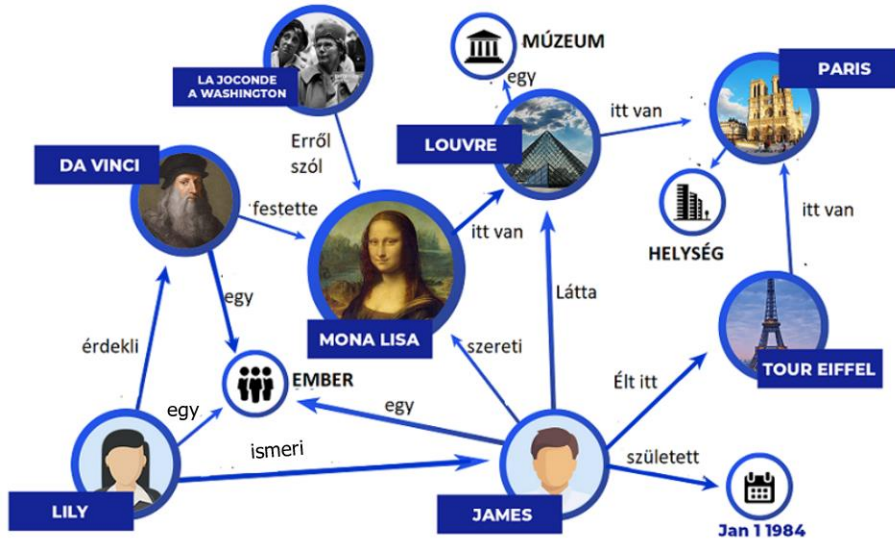 MÚZEUM
egy
LA JOCONDE
A WASHINGTON
PARIS
itt van
LOUVRE
Erről
szól
DA VINCI
festette
itt van
itt van
HELYSÉG
egy
Látta
érdekli
MONA LISA
szereti
TOUR EIFFEL
EMBER
Élt itt
egy
egy
ismeri
született
LILY
JAMES
Jan 1 1984